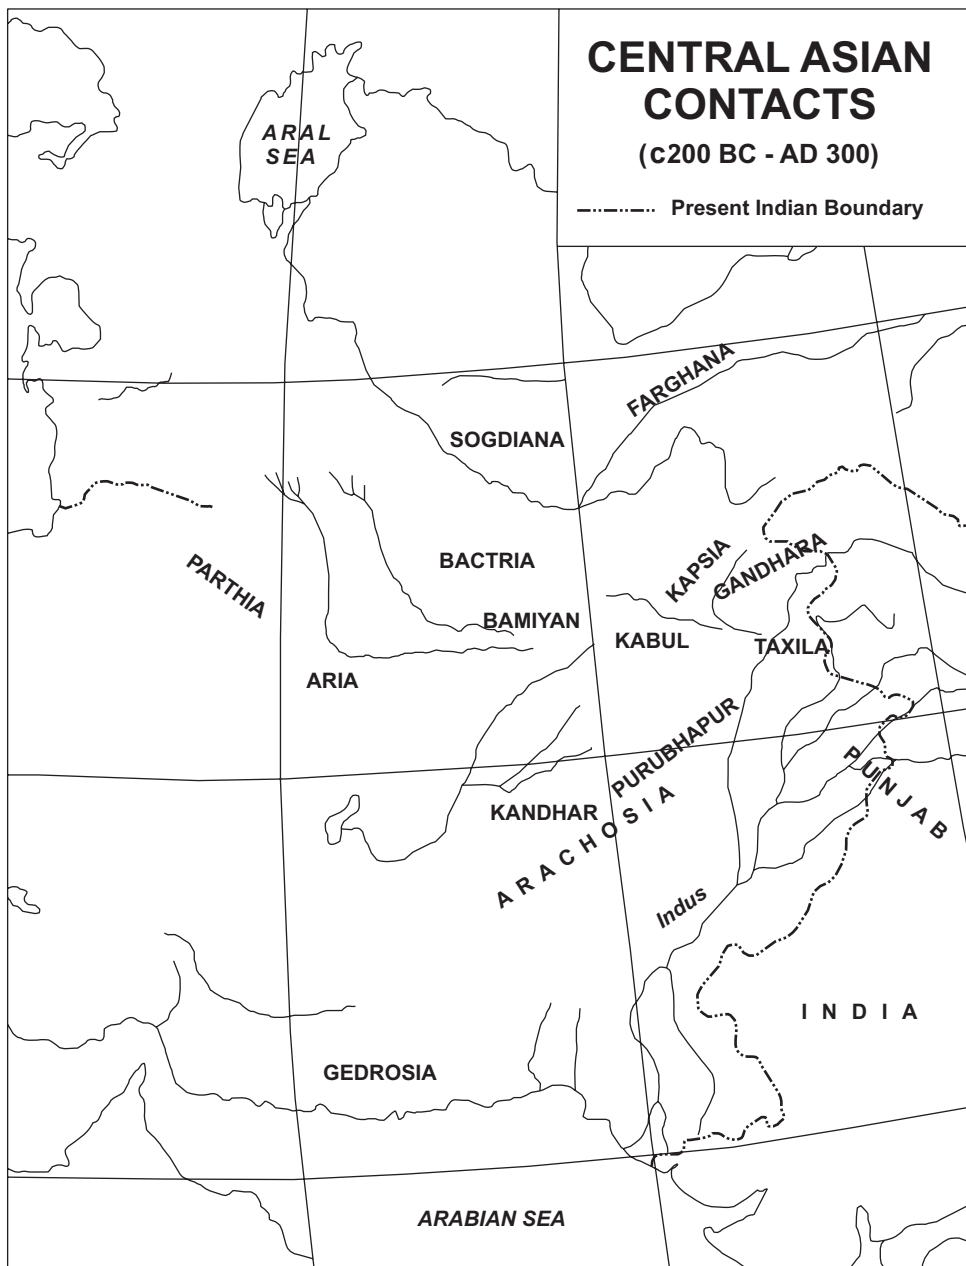 CENTRAL ASIAN
CONTACTS
(c200 BC - AD 300)
Present Indian Boundary
ARAL
SEA
FARGHANA
SOGDIANA
BACTRIA
KAPSIA
GANDHARA
PARTHIA
BAMIYAN
KABUL
TAXILA
ARIA
PURUBHAPUR
PUNJAB
KANDHAR
ARACHOSIA
Indus
INDIA
GEDROSIA
ARABIAN SEA